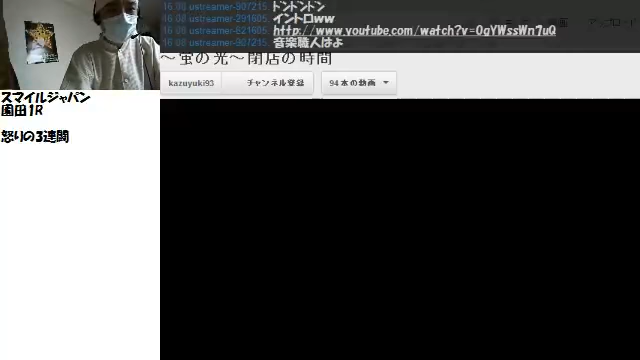 16:08 ustreamer-907215: ドンドンドン
16:08 ustreamer-291605: イントロww
16:08 ustreamer-621605: http://www.youtube.com/watch?v=OgYWssWn7uQ
16:08 ustreamer-907215: 音楽職人はよ
～蛍の光～閉店の時間
kazuyuki93 チャンネル登録 94 本の動画
スマイルジャパン
園田1R
怒りの3連闘